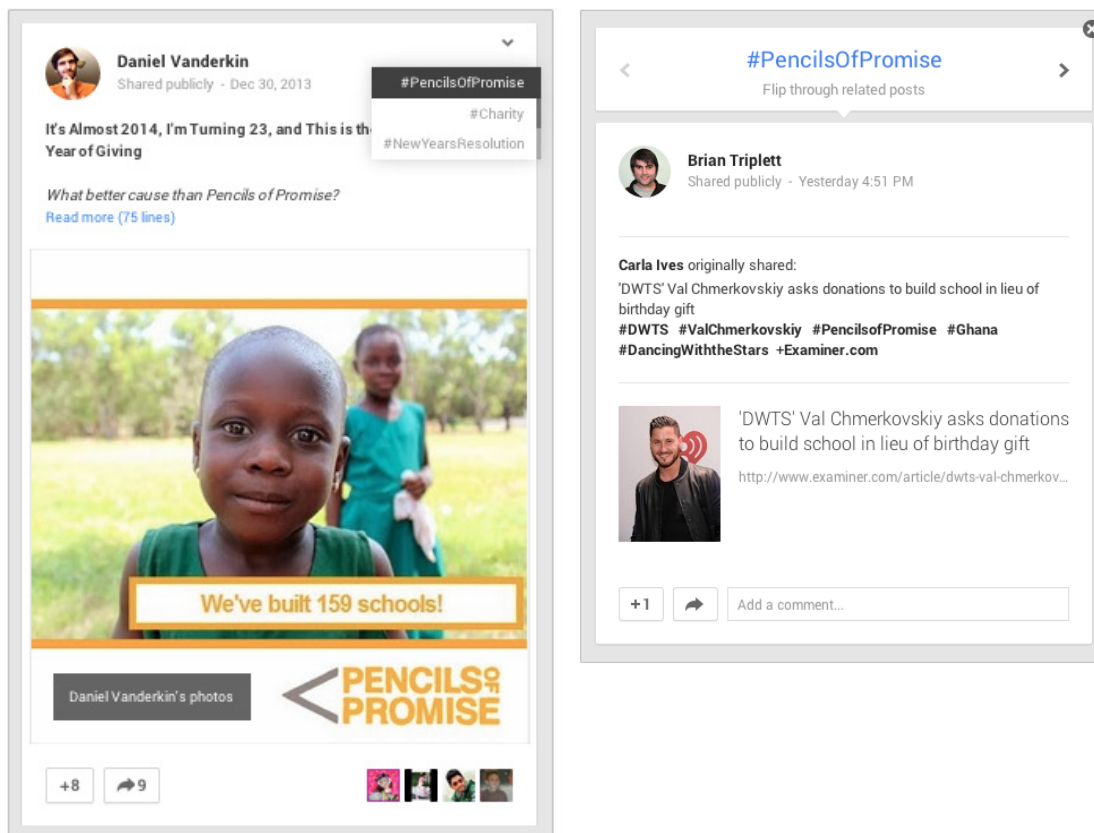 Daniel Vanderkin
Shared publicly - Dec 30, 2013
#PencilsOfPromise
#Charity
#NewYearsResolution
It's Almost 2014, I'm Turning 23, and This is the
Year of Giving
What better cause than Pencils of Promise?
Read more (75 lines)
We've built 159 schools!
Daniel Vanderkin's photos
PENCILS OF
PROMISE
+8
9
#PencilsOfPromise
Flip through related posts
Brian Triplett
Shared publicly - Yesterday 4:51 PM
Carla Ives originally shared:
'DWTS' Val Chmerkovskiy asks donations to build school in lieu of
birthday gift
#DWTS #ValChmerkovskiy #PencilsofPromise #Ghana
#DancingWiththeStars +Examiner.com
'DWTS' Val Chmerkovskiy asks donations
to build school in lieu of birthday gift
http://www.examiner.com/article/dwts-val-chmerkov...
+1
Add a comment...